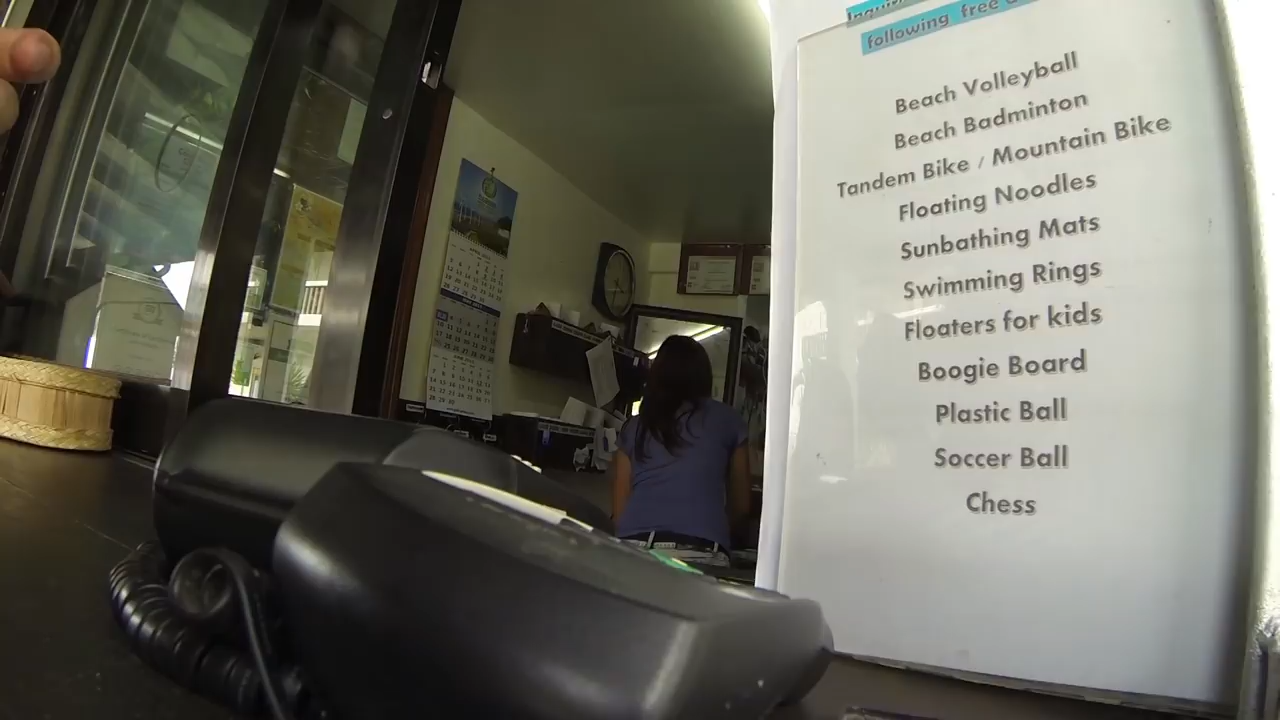 following free
Beach Volleyball
Beach Badminton
Tandem Bike / Mountain Bike
Floating Noodles
Sunbathing Mats
Swimming Rings
Floaters for kids
Boogie Board
Plastic Ball
Soccer Ball
Chess